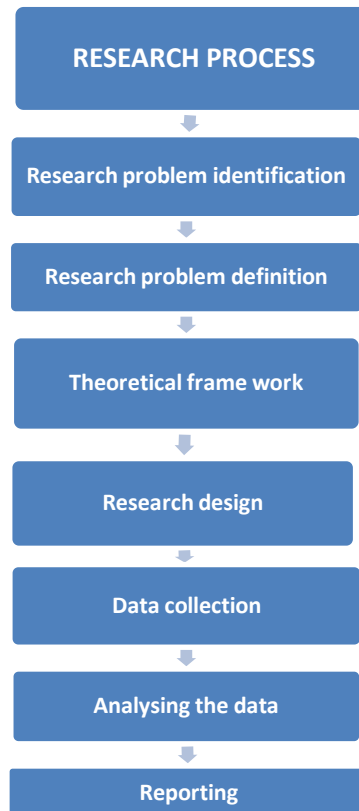 RESEARCH PROCESS
Research problem identification
Research problem definition
Theoretical frame work
Research design
Data collection
Analysing the data
Reporting